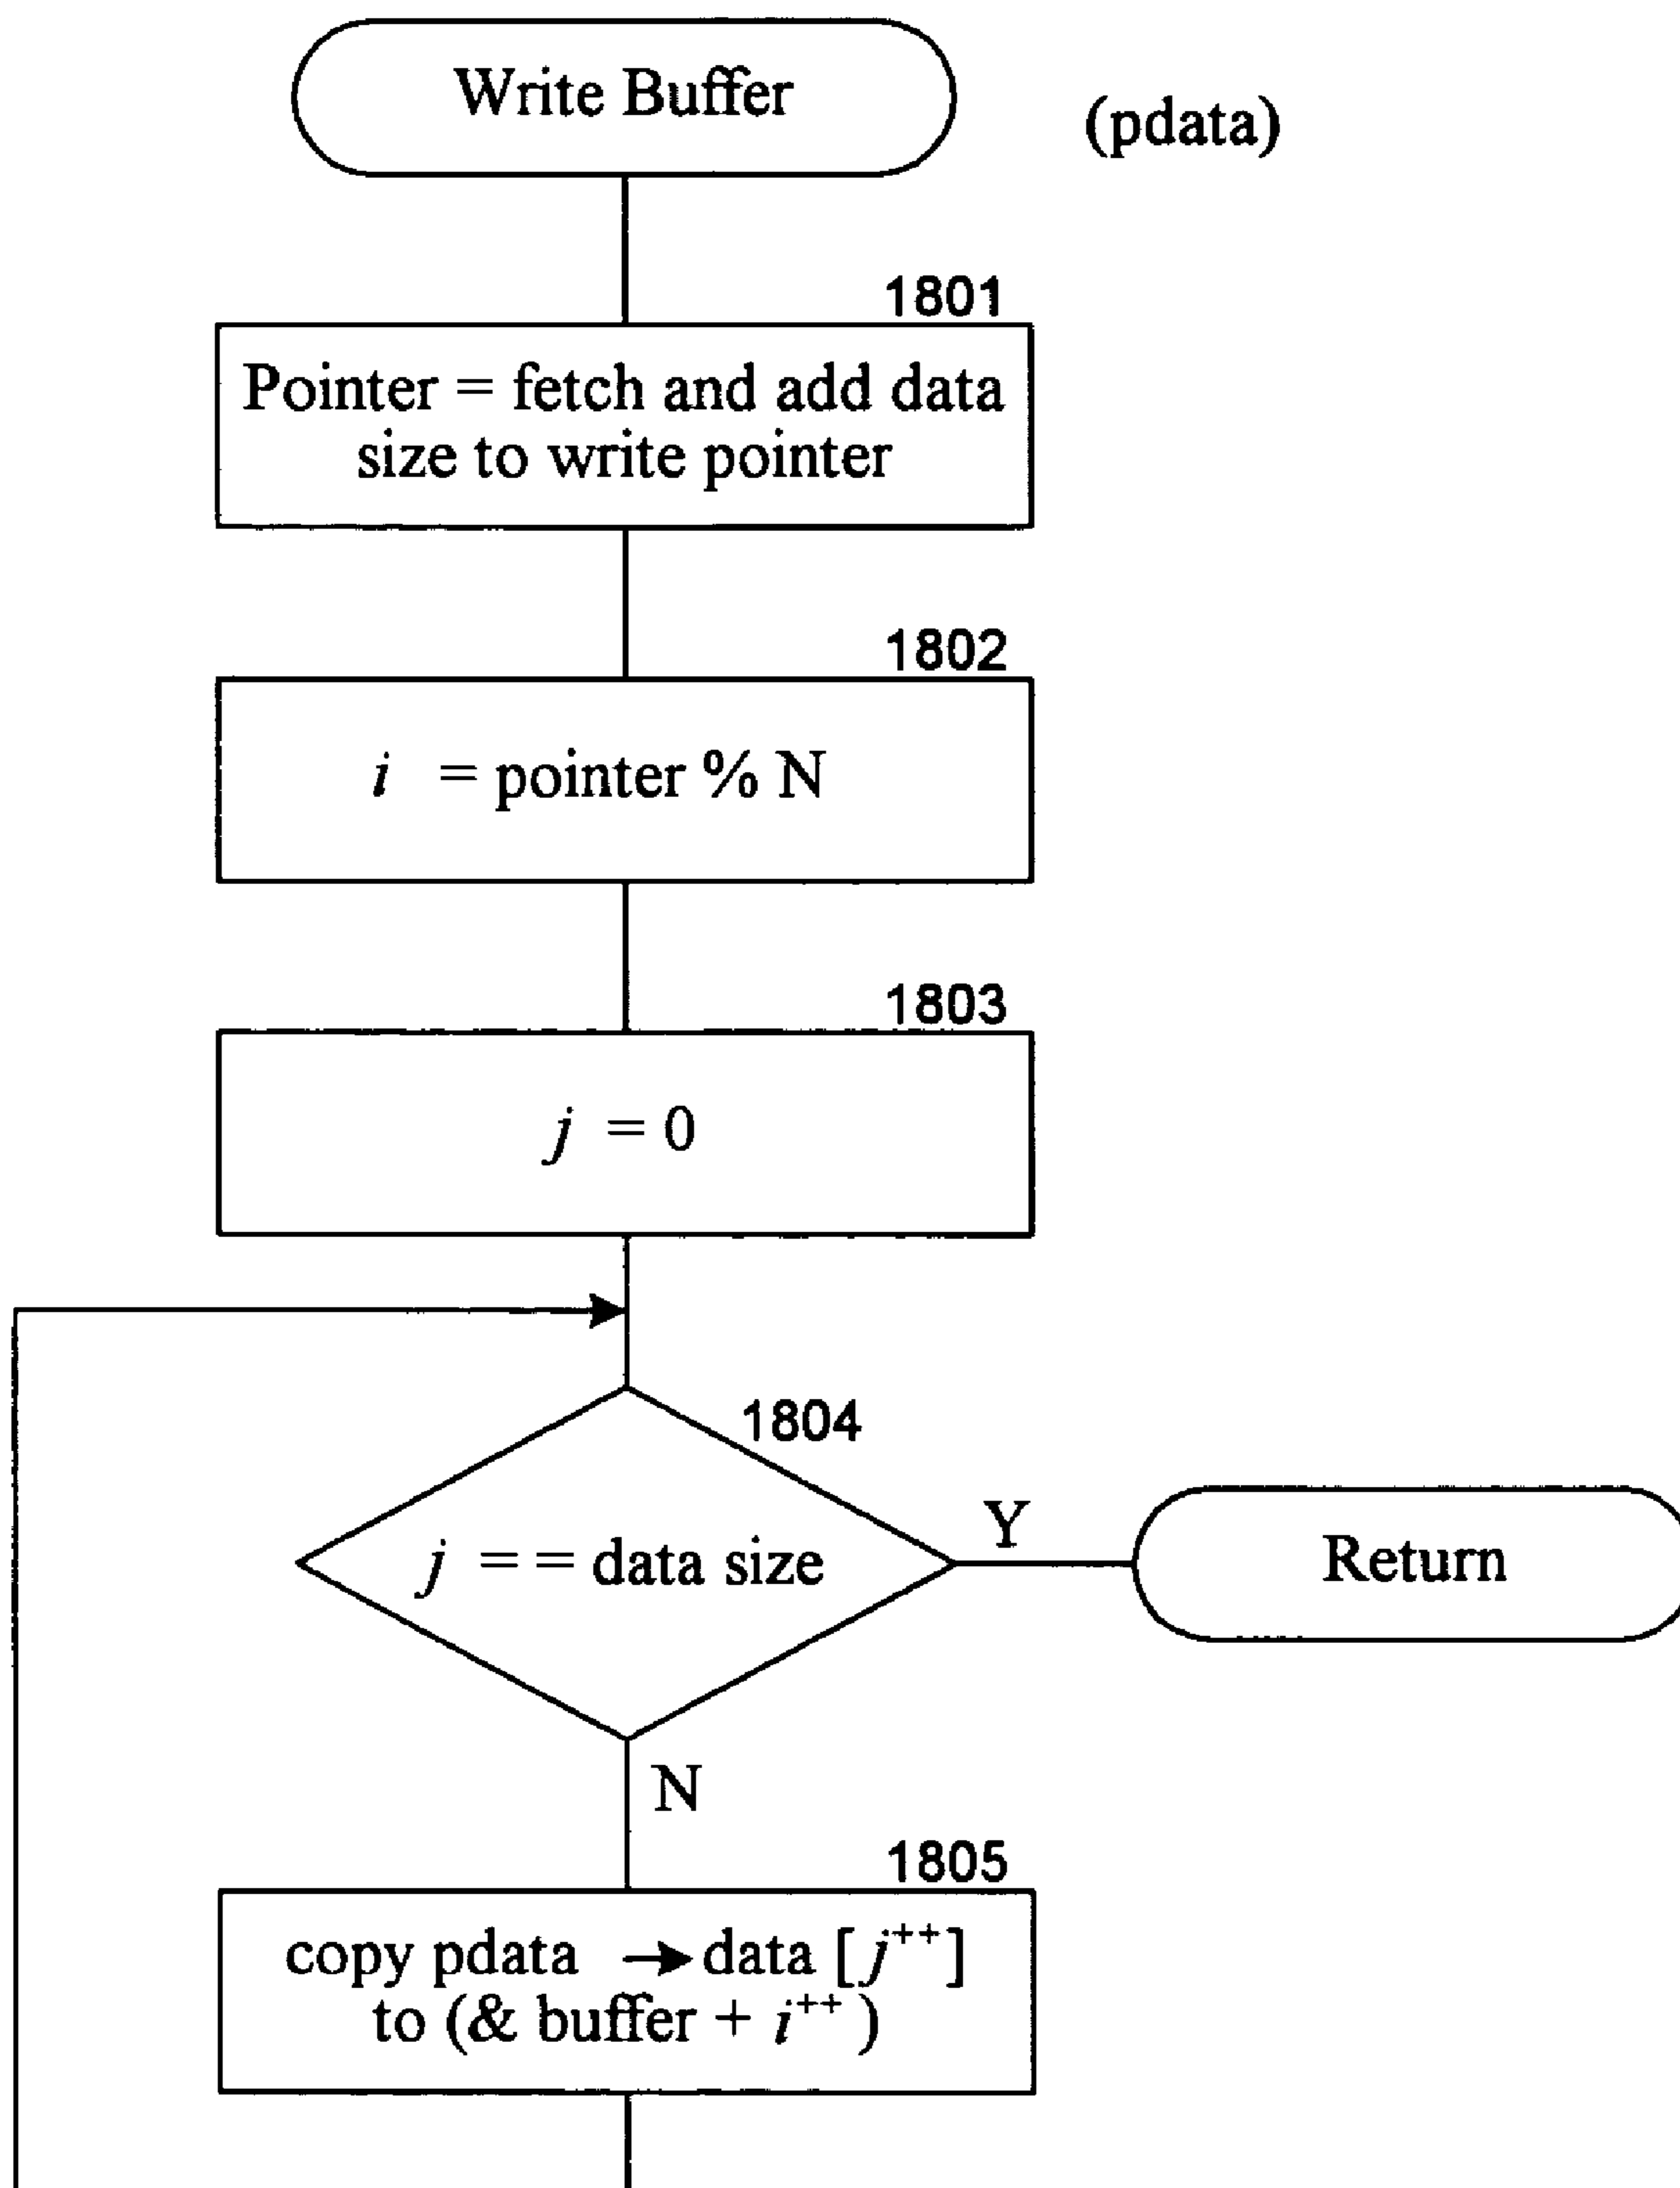 Write Buffer
(pdata)
1801
Pointer = fetch and add data
size to write pointer
1802
i = pointer % N
1803
j = 0
1804
j = = data size
Y
Return
N
1805
copy pdata → data [j++]
to (& buffer + i++)